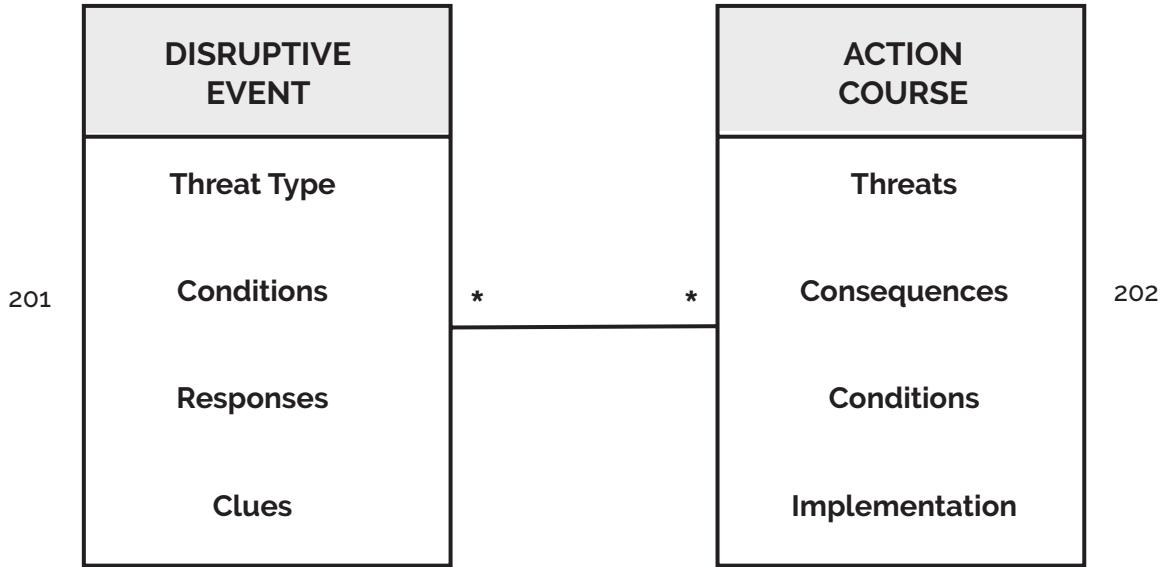 DISRUPTIVE
EVENT
Threat Type
Conditions
Responses
Clues
201
*
*
ACTION
COURSE
Threats
Consequences
Conditions
Implementation
202